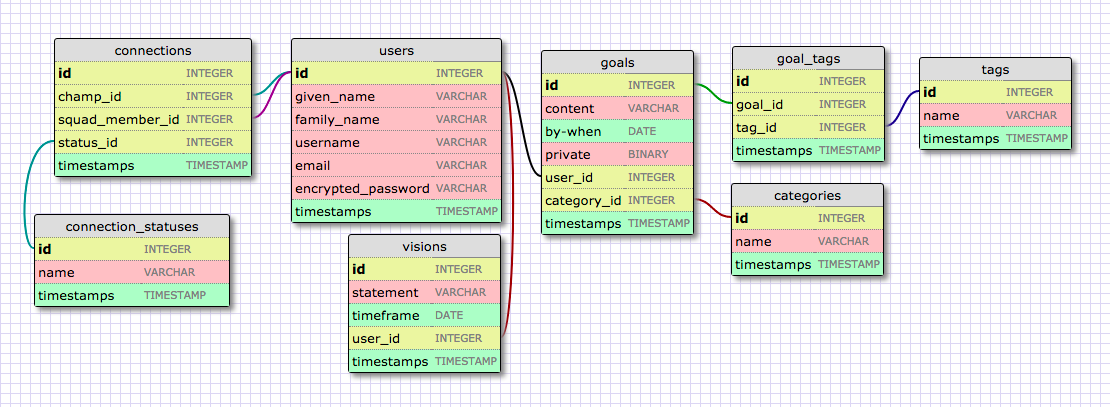 connections
id INTEGER
champ_id INTEGER
squad_member_id INTEGER
status_id INTEGER
timestamps TIMESTAMP
connection_statuses
id INTEGER
name VARCHAR
timestamps TIMESTAMP
users
id INTEGER
given_name VARCHAR
family_name VARCHAR
username VARCHAR
email VARCHAR
encrypted_password VARCHAR
timestamps TIMESTAMP
visions
id INTEGER
statement VARCHAR
timeframe DATE
user_id INTEGER
timestamps TIMESTAMP
goals
id INTEGER
content VARCHAR
by-when DATE
private BINARY
user_id INTEGER
category_id INTEGER
timestamps TIMESTAMP
goal_tags
id INTEGER
goal_id INTEGER
tag_id INTEGER
timestamps TIMESTAMP
categories
id INTEGER
name VARCHAR
timestamps TIMESTAMP
tags
id INTEGER
name VARCHAR
timestamps TIMESTAMP